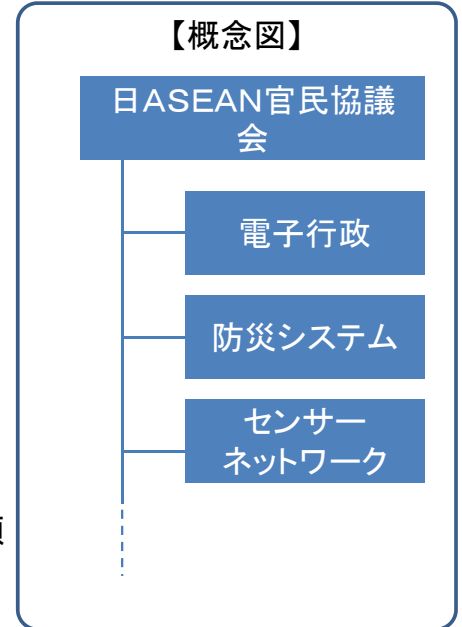 【概念図】
日ASEAN官民協議
会
電子行政
防災システム
センサー
ネットワーク